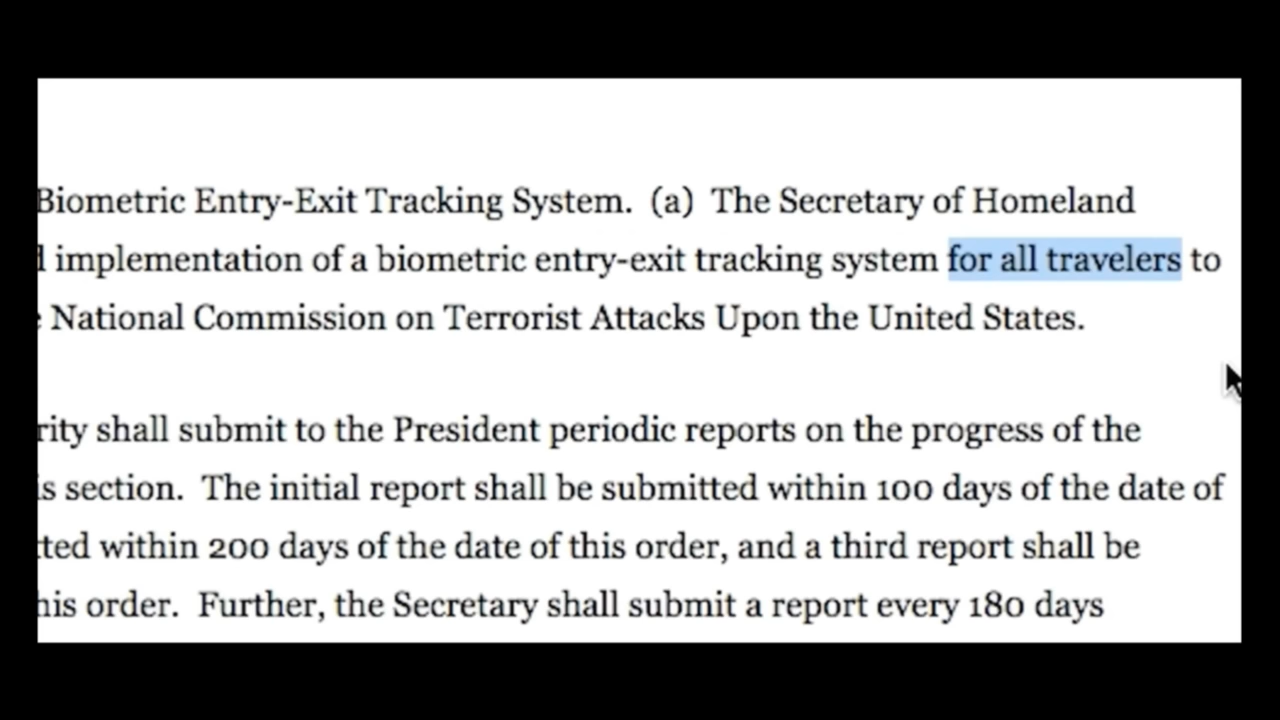 Biometric Entry-Exit Tracking System. (a) The Secretary of Homeland
implementation of a biometric entry-exit tracking system for all travelers to
National Commission on Terrorist Attacks Upon the United States.
rity shall submit to the President periodic reports on the progress of the
is section. The initial report shall be submitted within 100 days of the date of
ted within 200 days of the date of this order, and a third report shall be
his order. Further, the Secretary shall submit a report every 180 days